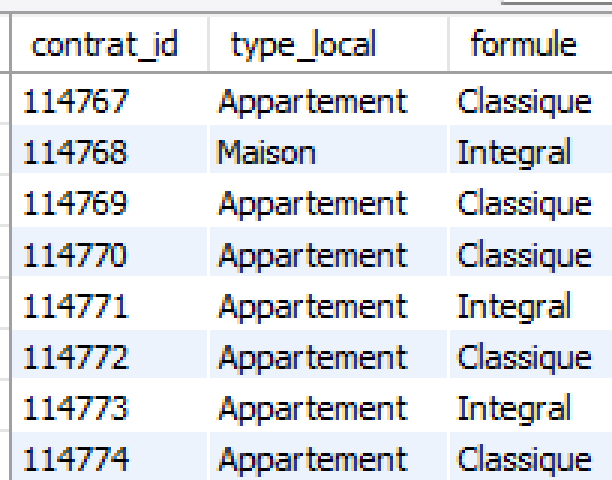 contrat_id type_local formule
114767 Appartement Classique
114768 Maison Integral
114769 Appartement Classique
114770 Appartement Classique
114771 Appartement Integral
114772 Appartement Classique
114773 Appartement Integral
114774 Appartement Classique